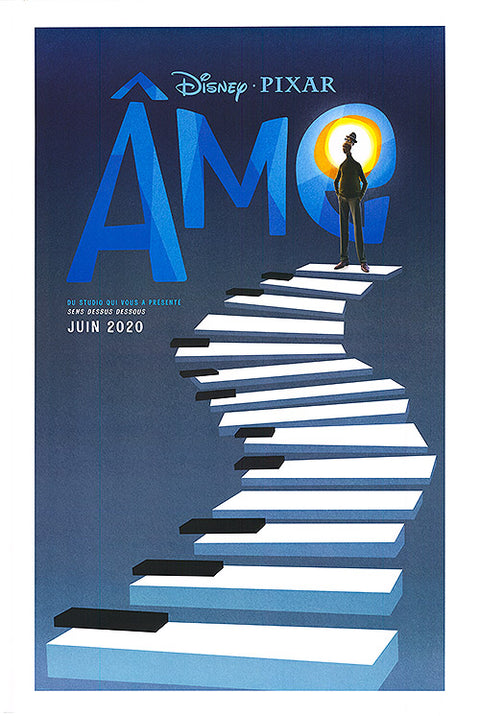 Disney · PIXAR
ÂME
DU STUDIO QUI VOUS A PRÉSENTÉ
SENS DESSUS DESSOUS
JUIN 2020